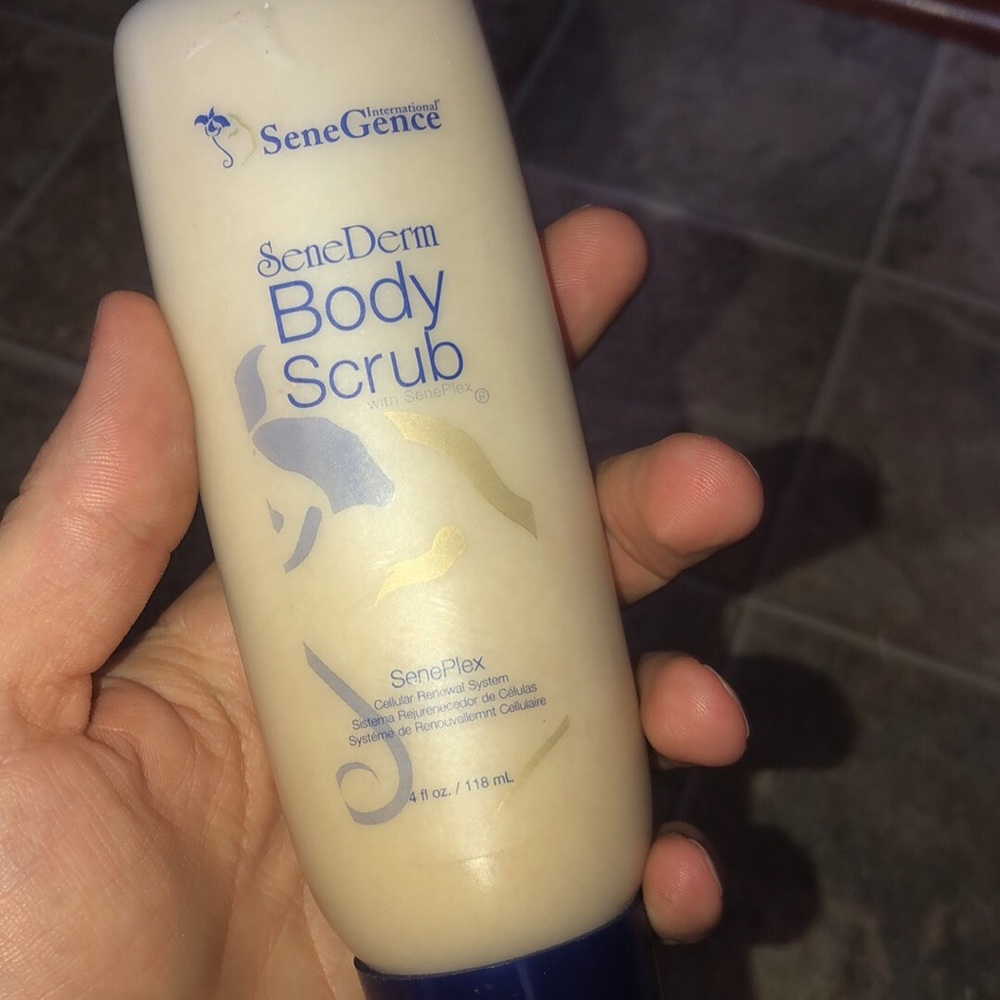 International®
SeneGence
SeneDerm
Body
Scrub
with SenePlex®
SenePlex
Cellular Renewal System
Sistema Rejurenecedor de Células
Systéme de Renouvellemnt Cellulaire
4 fl oz. / 118 mL